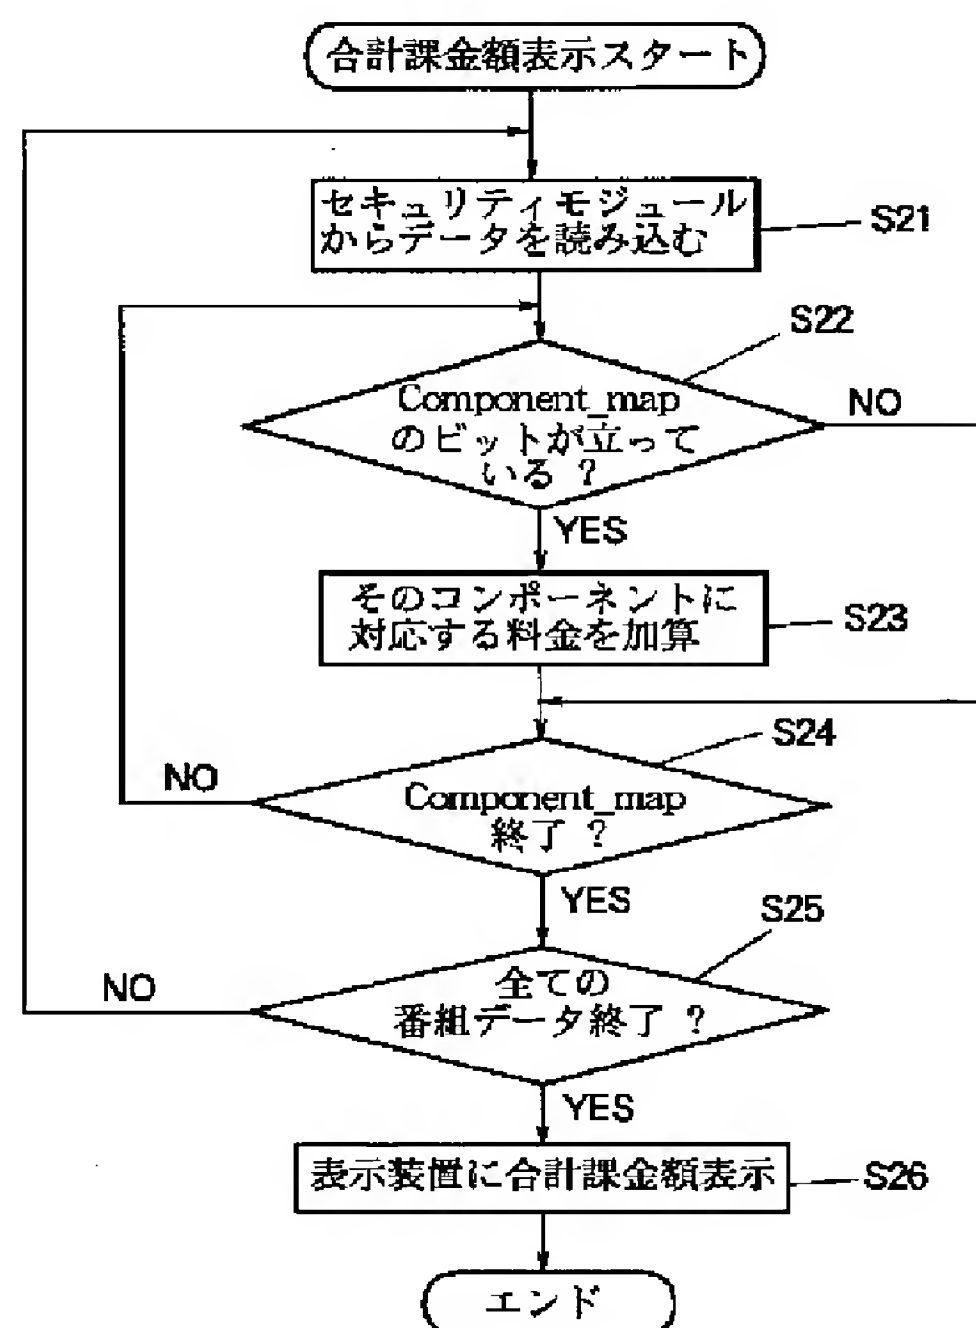 合計課金額表示スタート
セキュリティモジュール
からデータを読み込む
S21
S22
Component_map
のビットが立って
いる ?
NO
YES
そのコンポーネントに
対応する料金を加算
S23
S24
NO
Component_map
終了 ?
YES
S25
NO
全ての
番組データ終了 ?
YES
表示装置に合計課金額表示
S26
エンド